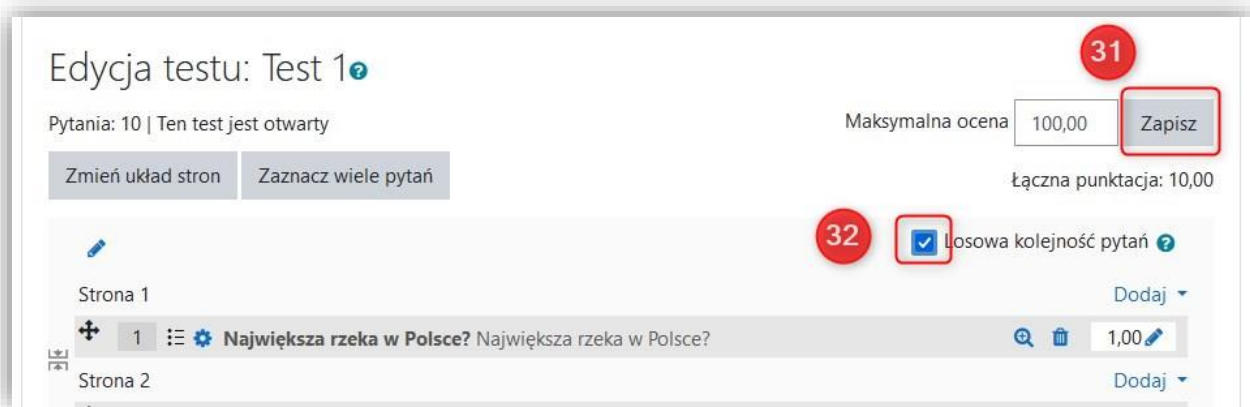 31
Edycja testu: Test 1
Pytania: 10 | Ten test jest otwarty
Maksymalna ocena 100,00 Zapisz
Zmień układ stron Zaznacz wiele pytań
Łączna punktacja: 10,00
32 Losowa kolejność pytań
Strona 1 Dodaj
1 Największa rzeka w Polsce? Największa rzeka w Polsce? 1,00
Strona 2 Dodaj